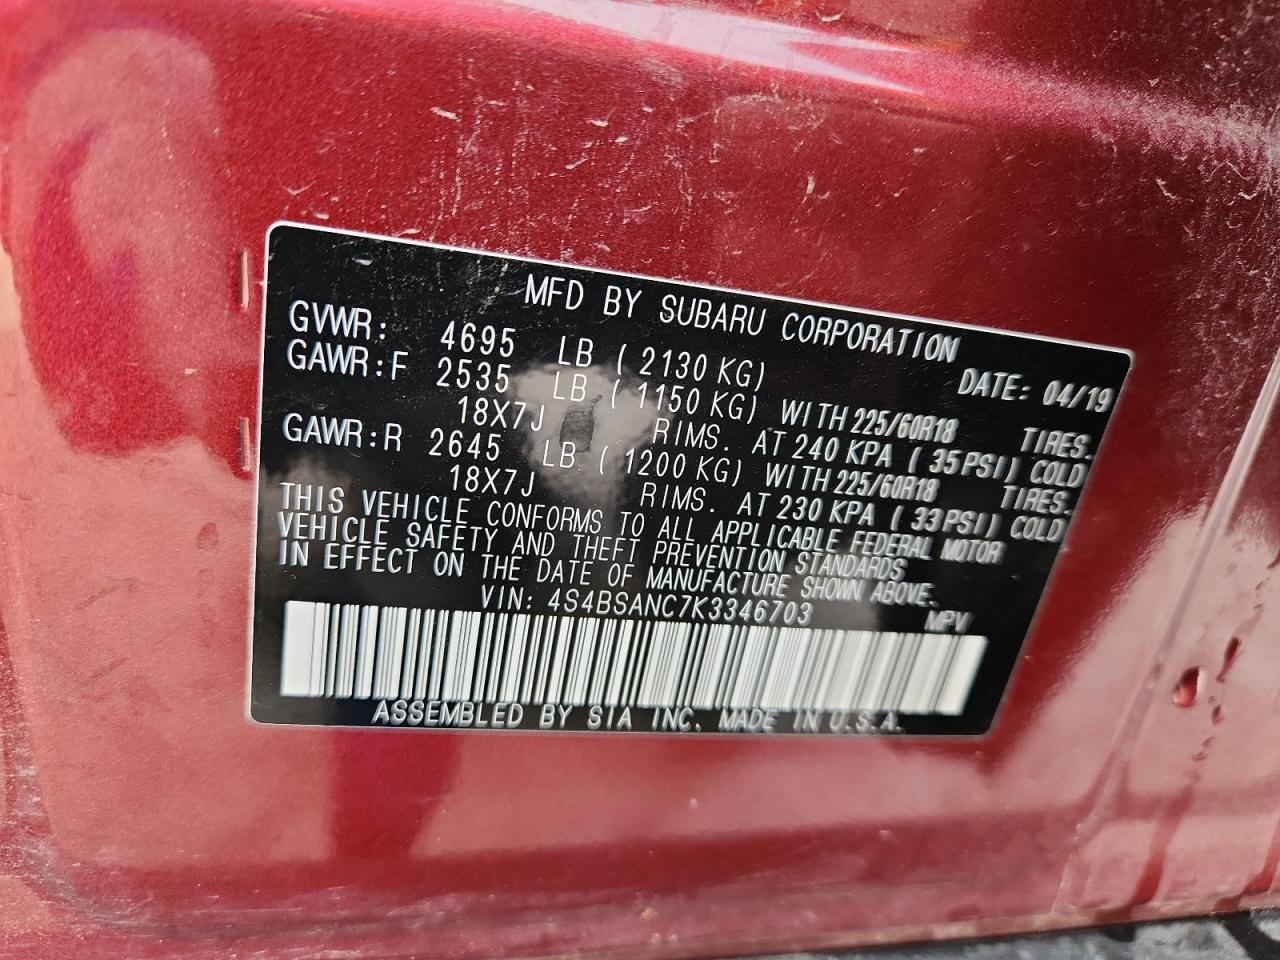 MFD BY SUBARU CORPORATION
DATE: 04/19
GVWR: 4695 LB ( 2130 KG)
GAWR:F 2535 LB ( 1150 KG) WITH 225/60R18 TIRES.
18X7J RIMS. AT 240 KPA ( 35PSI) COLD
GAWR:R 2645 LB ( 1200 KG) WITH 225/60R18 TIRES.
18X7J RIMS. AT 230 KPA ( 33PSI) COLD
THIS VEHICLE CONFORMS TO ALL APPLICABLE FEDERAL MOTOR
VEHICLE SAFETY AND THEFT PREVENTION STANDARDS
IN EFFECT ON THE DATE OF MANUFACTURE SHOWN ABOVE.
VIN: 4S4BSANC7K3346703 MPV
ASSEMBLED BY SIA INC. MADE IN U.S.A.